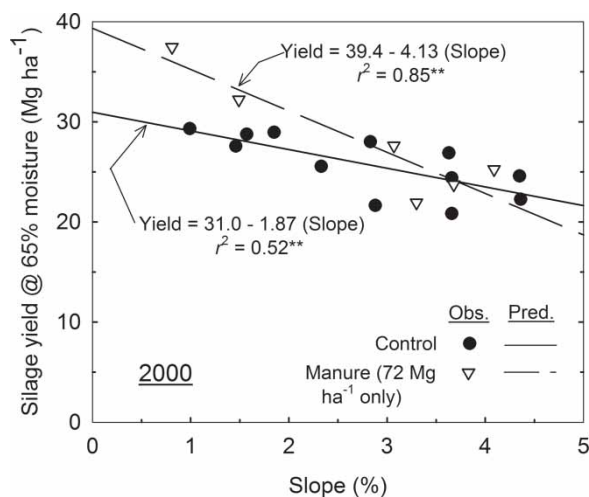 Silage yield @ 65% moisture (Mg ha⁻¹)
40
30
20
10
0
Yield = 39.4 - 4.13 (Slope)
r² = 0.85**
Yield = 31.0 - 1.87 (Slope)
r² = 0.52**
Obs. Pred.
Control
Manure (72 Mg
ha⁻¹ only)
2000
0 1 2 3 4 5
Slope (%)